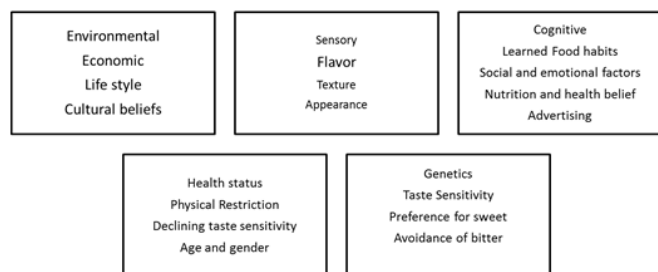 Environmental
Economic
Life style
Cultural beliefs
Sensory
Flavor
Texture
Appearance
Cognitive
Learned Food habits
Social and emotional factors
Nutrition and health belief
Advertising
Health status
Physical Restriction
Declining taste sensitivity
Age and gender
Genetics
Taste Sensitivity
Preference for sweet
Avoidance of bitter